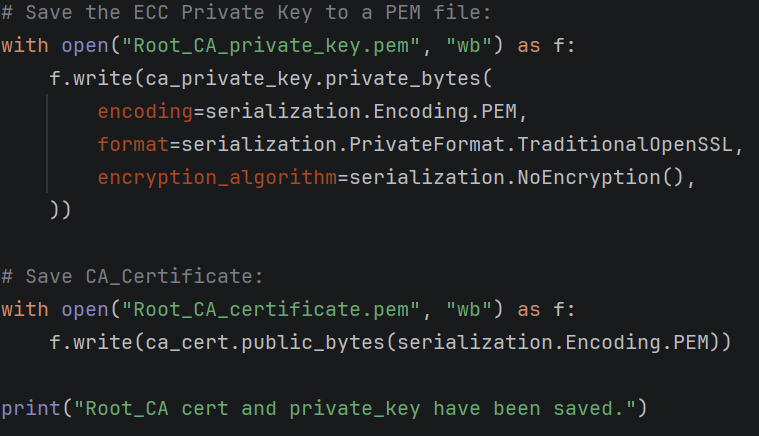 # Save the ECC Private Key to a PEM file:
with open("Root_CA_private_key.pem", "wb") as f:
    f.write(ca_private_key.private_bytes(
        encoding=serialization.Encoding.PEM,
        format=serialization.PrivateFormat.TraditionalOpenSSL,
        encryption_algorithm=serialization.NoEncryption(),
    ))

# Save CA_Certificate:
with open("Root_CA_certificate.pem", "wb") as f:
    f.write(ca_cert.public_bytes(serialization.Encoding.PEM))

print("Root_CA cert and private_key have been saved.")